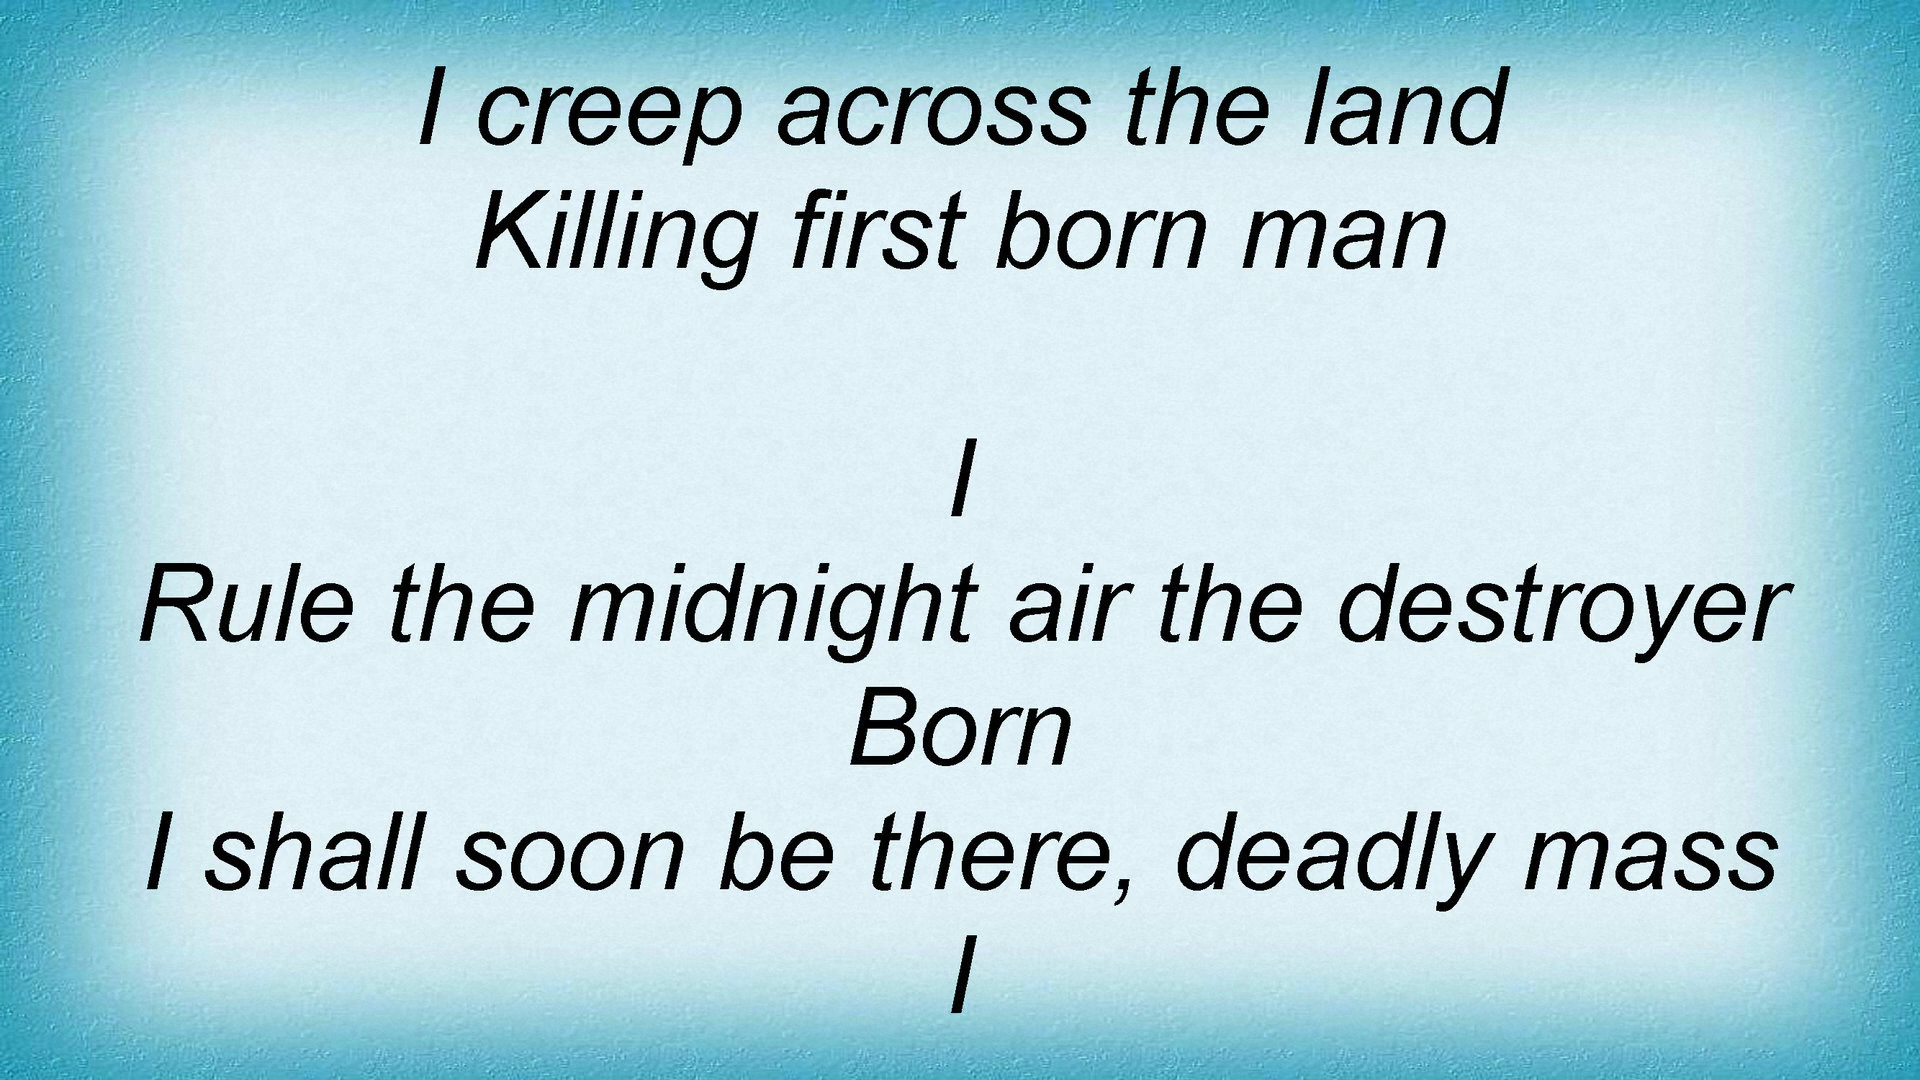 I creep across the land
Killing first born man
I
Rule the midnight air the destroyer
Born
I shall soon be there, deadly mass
I